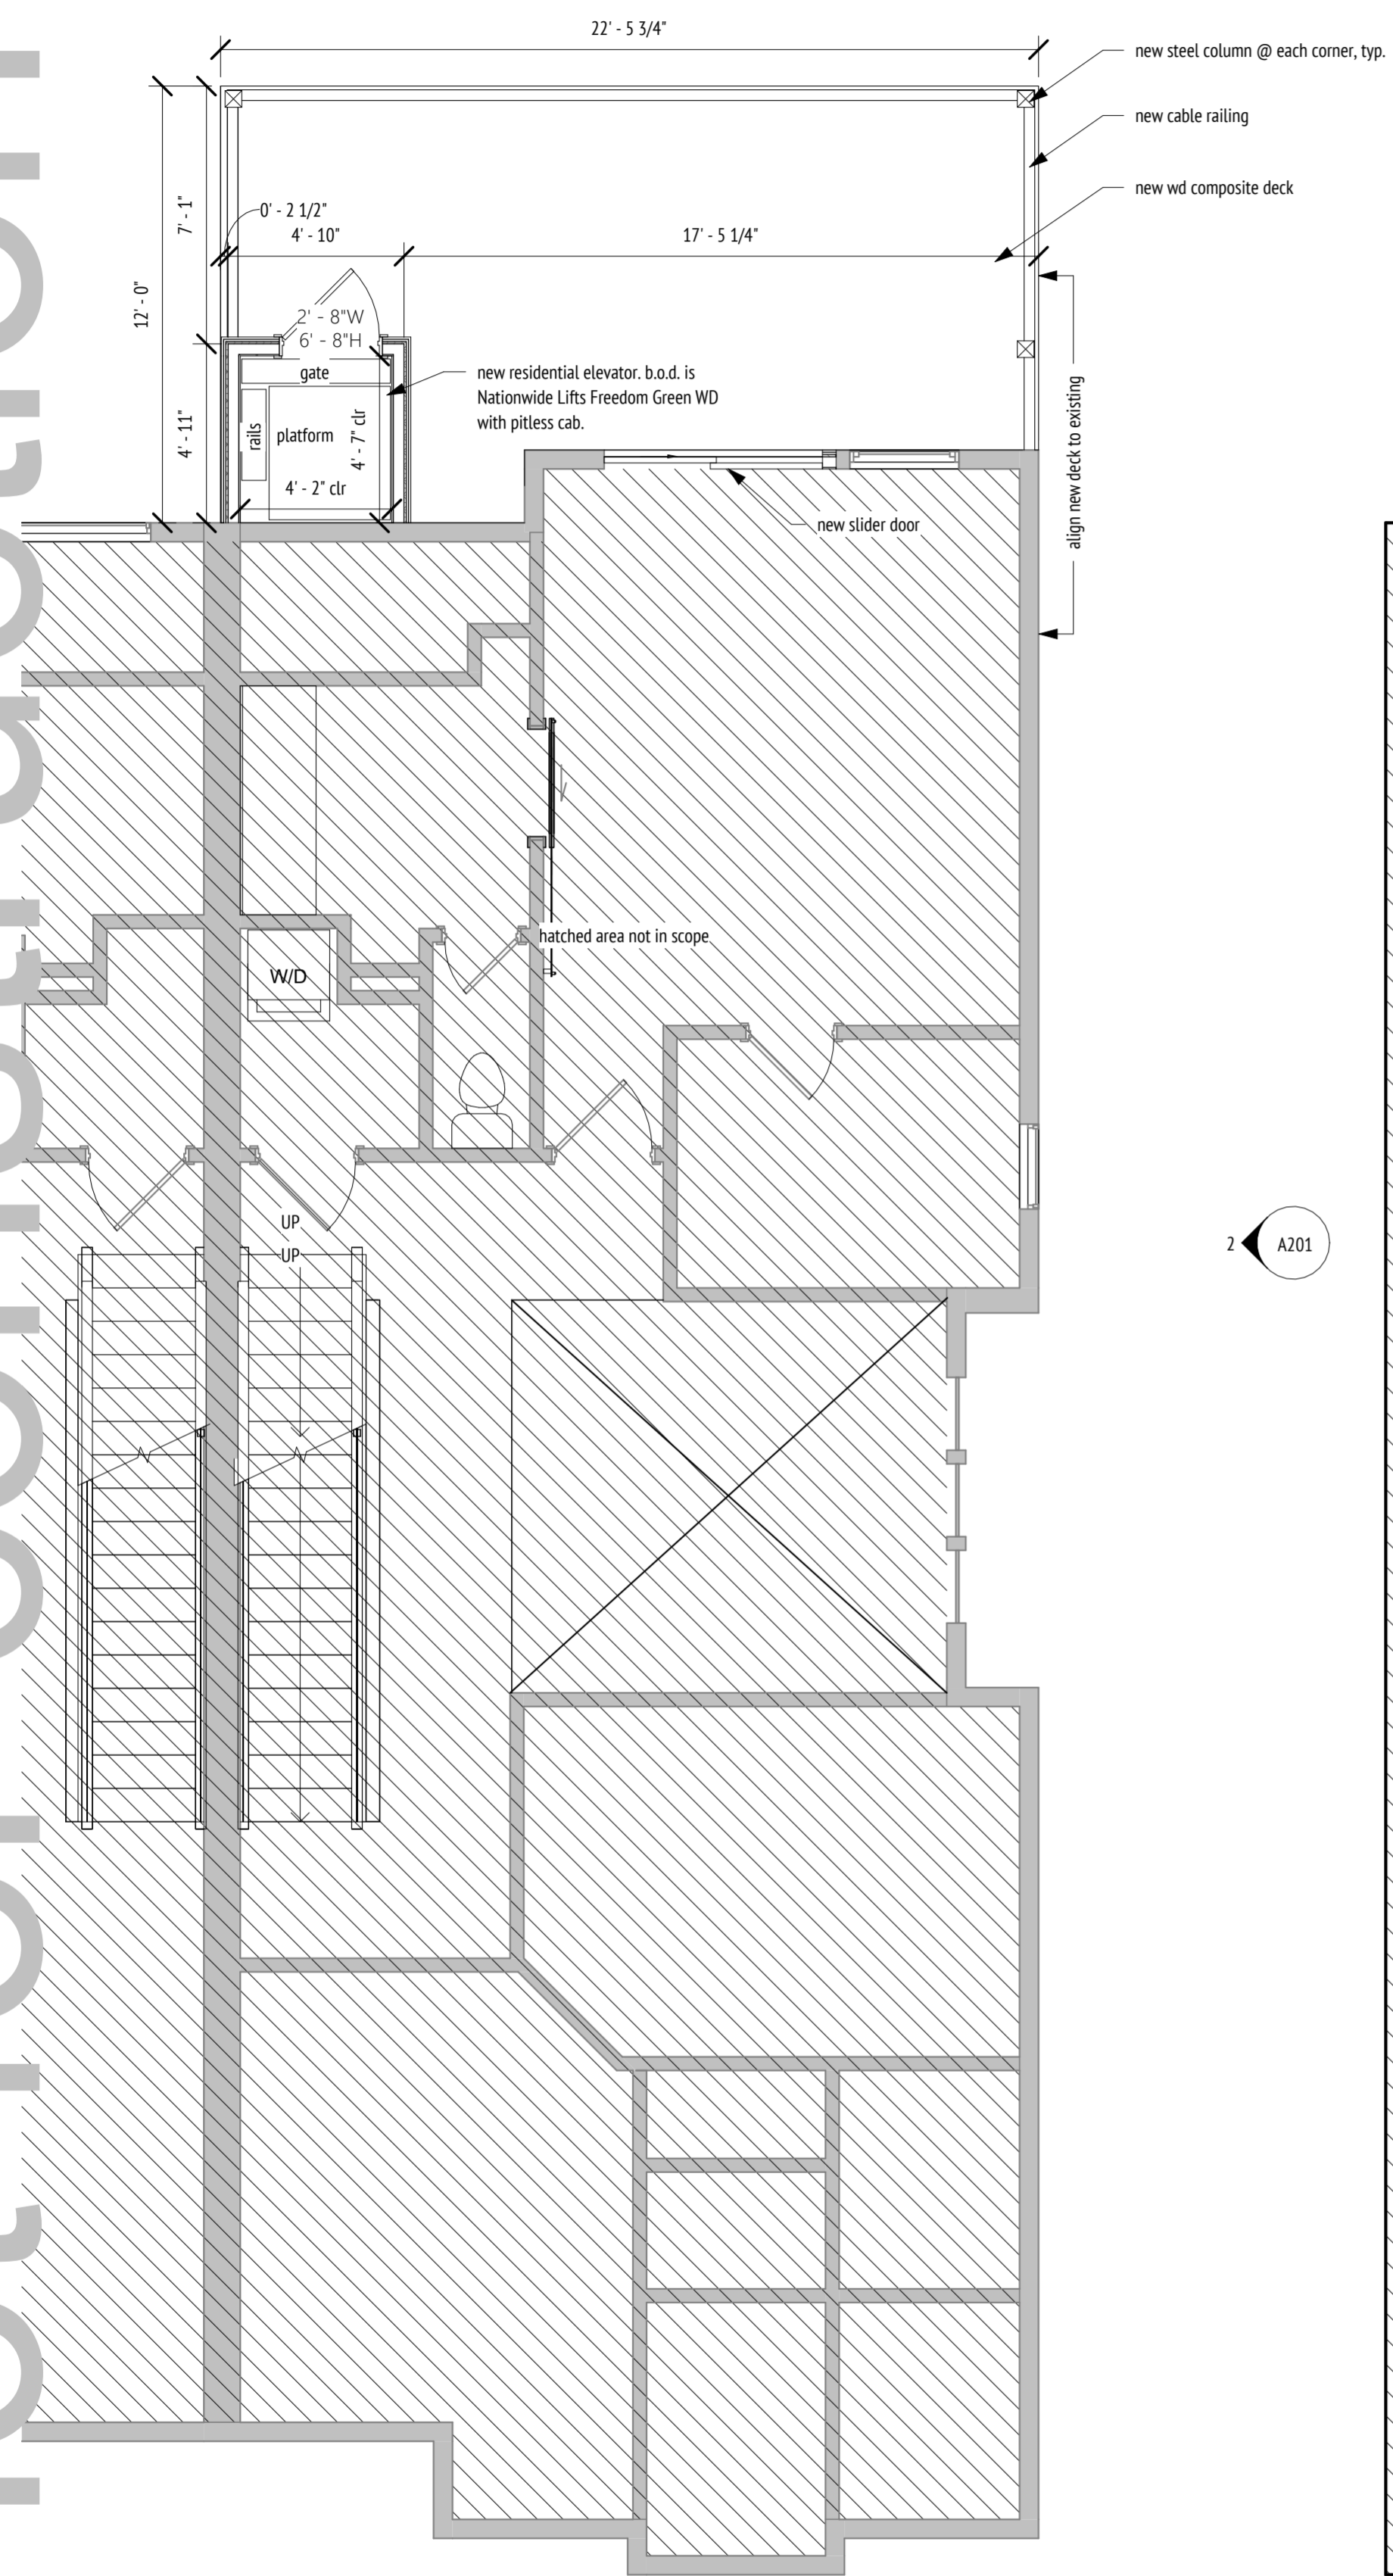 22' - 5 3/4"
new steel column @ each corner, typ.
new cable railing
new wd composite deck
7' - 1"
0' - 2 1/2"
4' - 10"
17' - 5 1/4"
12' - 0"
2' - 8"W
6' - 8"H
gate
new residential elevator. b.o.d. is
Nationwide Lifts Freedom Green WD
with pitless cab.
4' - 11"
rails
platform
4' - 7" clr
4' - 2" clr
align new deck to existing
new slider door
hatched area not in scope
W/D
UP
UP
2
A201